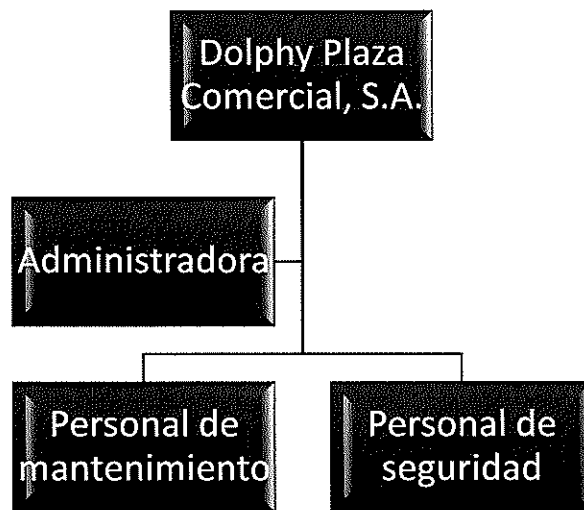 Dolphy Plaza
Comercial, S.A.
Administradora
Personal de
mantenimiento
Personal de
seguridad